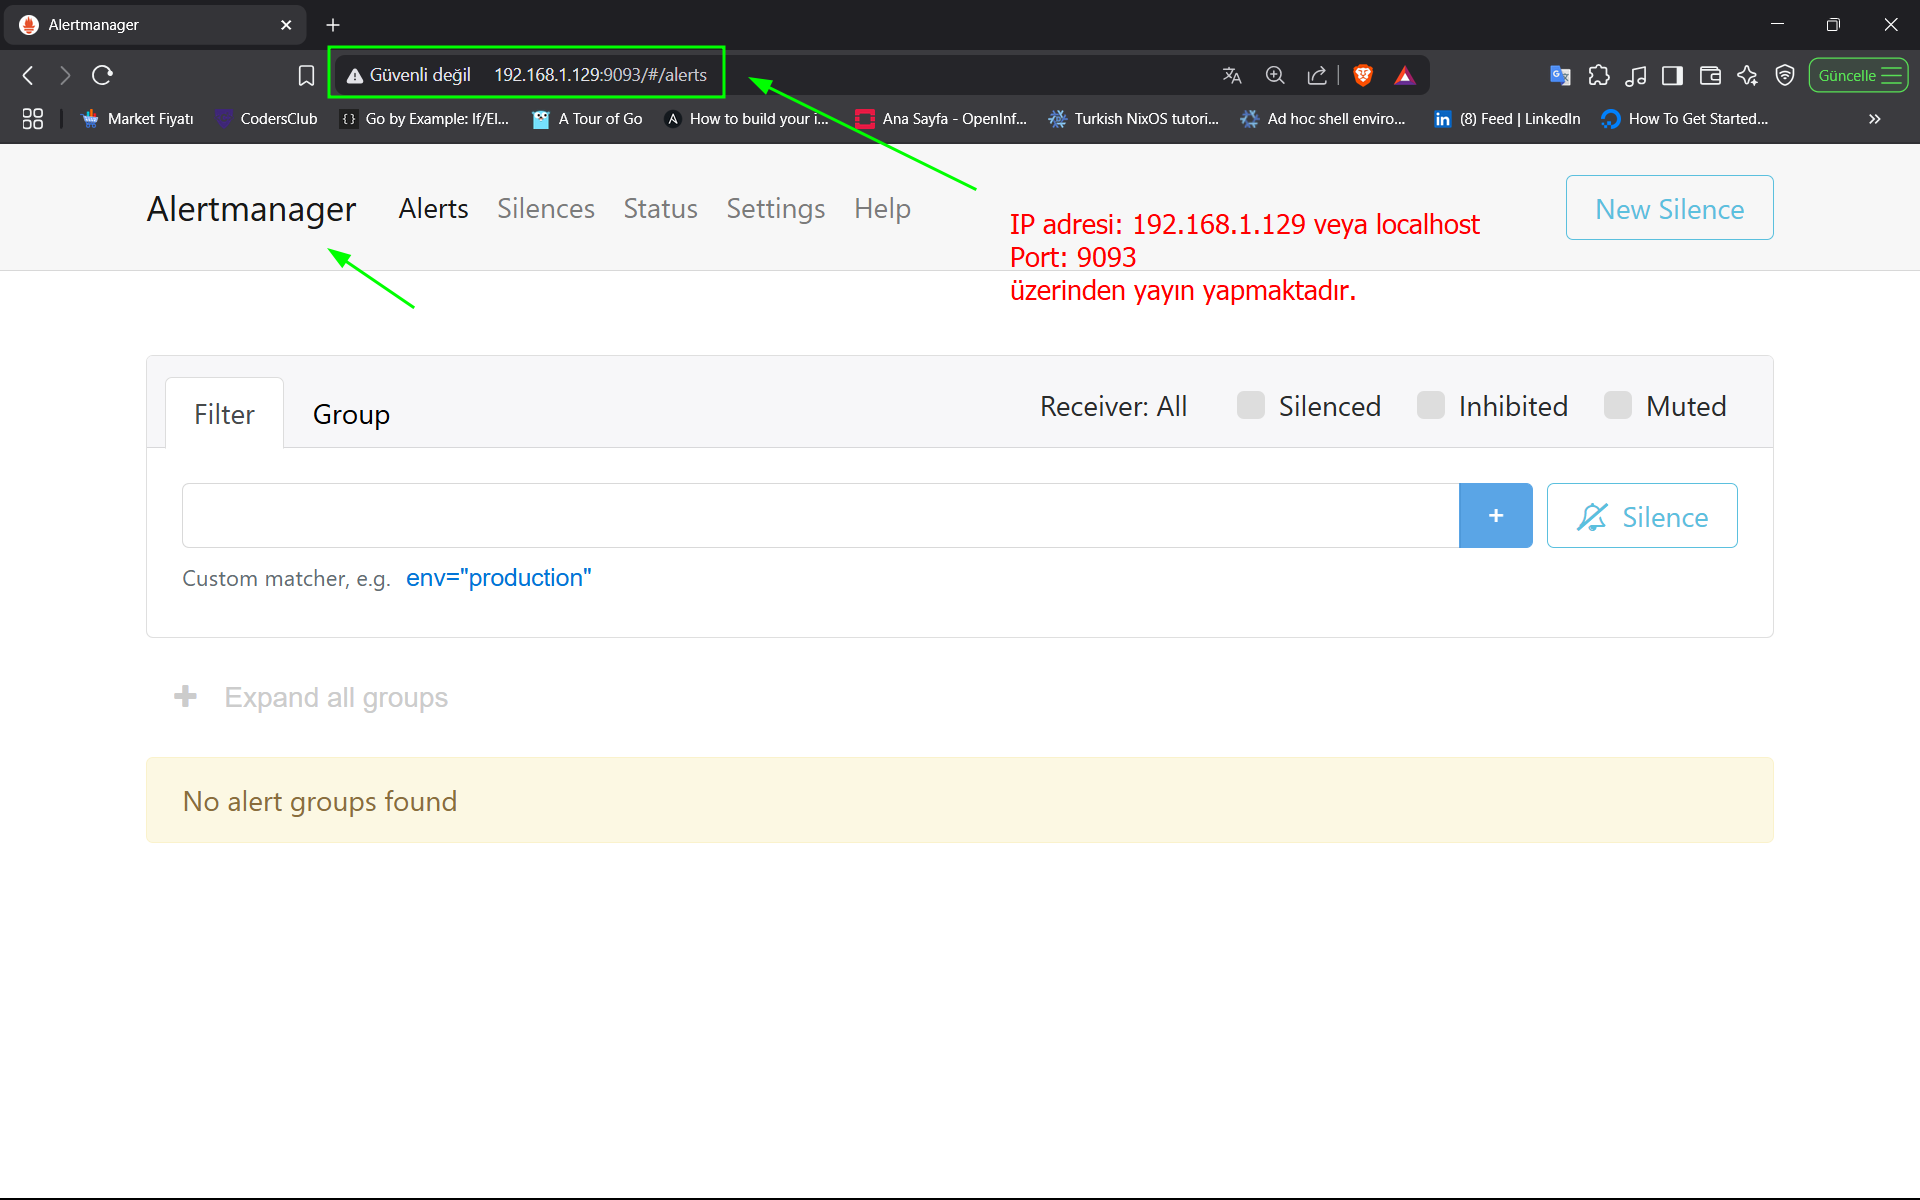 Alertmanager
Güvenli değil 192.168.1.129:9093/#/alerts
Güncelle
Market Fiyatı CodersClub Go by Example: If/El... A Tour of Go How to build your i... Ana Sayfa - OpenInf... Turkish NixOS tutori... Ad hoc shell enviro... (8) Feed | LinkedIn How To Get Started...
Alertmanager Alerts Silences Status Settings Help New Silence
IP adresi: 192.168.1.129 veya localhost
Port: 9093
üzerinden yayın yapmaktadır.
Filter Group Receiver: All Silenced Inhibited Muted
+ Silence
Custom matcher, e.g. env="production"
+ Expand all groups
No alert groups found